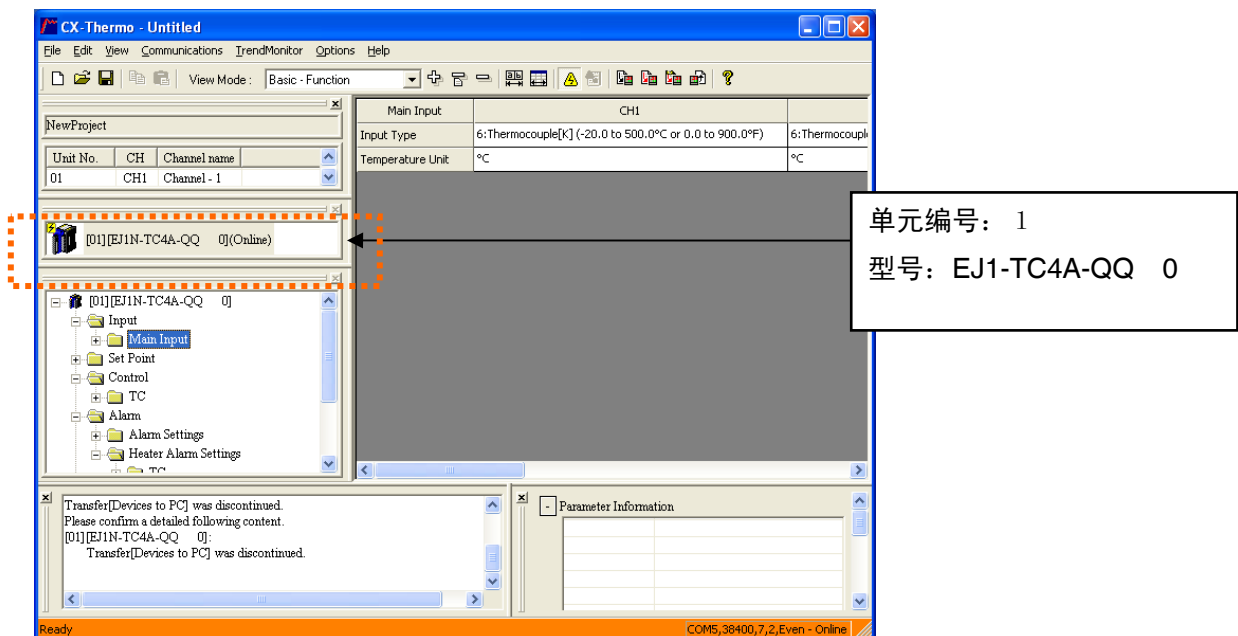 CX-Thermo - Untitled
File Edit View Communications TrendMonitor Options Help
View Mode : Basic - Function
NewProject
Unit No. CH Channel name
01 CH1 Channel - 1
[01][EJ1N-TC4A-QQ 0](Online)
[01][EJ1N-TC4A-QQ 0]
Input
Main Input
Set Point
Control
TC
Alarm
Alarm Settings
Heater Alarm Settings
TC
Main Input CH1
Input Type 6:Thermocouple[K] (-20.0 to 500.0°C or 0.0 to 900.0°F) 6:Thermocoupl
Temperature Unit °C °C
单元编号： 1
型号：EJ1-TC4A-QQ 0
Transfer[Devices to PC] was discontinued.
Please confirm a detailed following content.
[01][EJ1N-TC4A-QQ 0]:
Transfer[Devices to PC] was discontinued.
Parameter Information
Ready COM5,38400,7,2,Even - Online